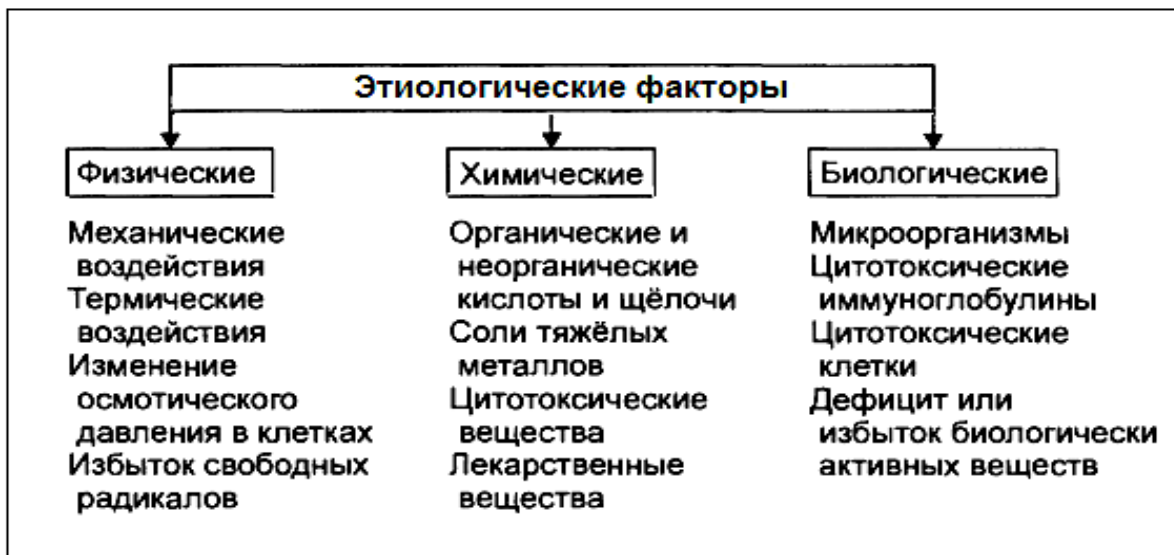 Этиологические факторы
Физические
Механические
воздействия
Термические
воздействия
Изменение
осмотического
давления в клетках
Избыток свободных
радикалов
Химические
Органические и
неорганические
кислоты и щёлочи
Соли тяжёлых
металлов
Цитотоксические
вещества
Лекарственные
вещества
Биологические
Микроорганизмы
Цитотоксические
иммуноглобулины
Цитотоксические
клетки
Дефицит или
избыток биологически
активных веществ